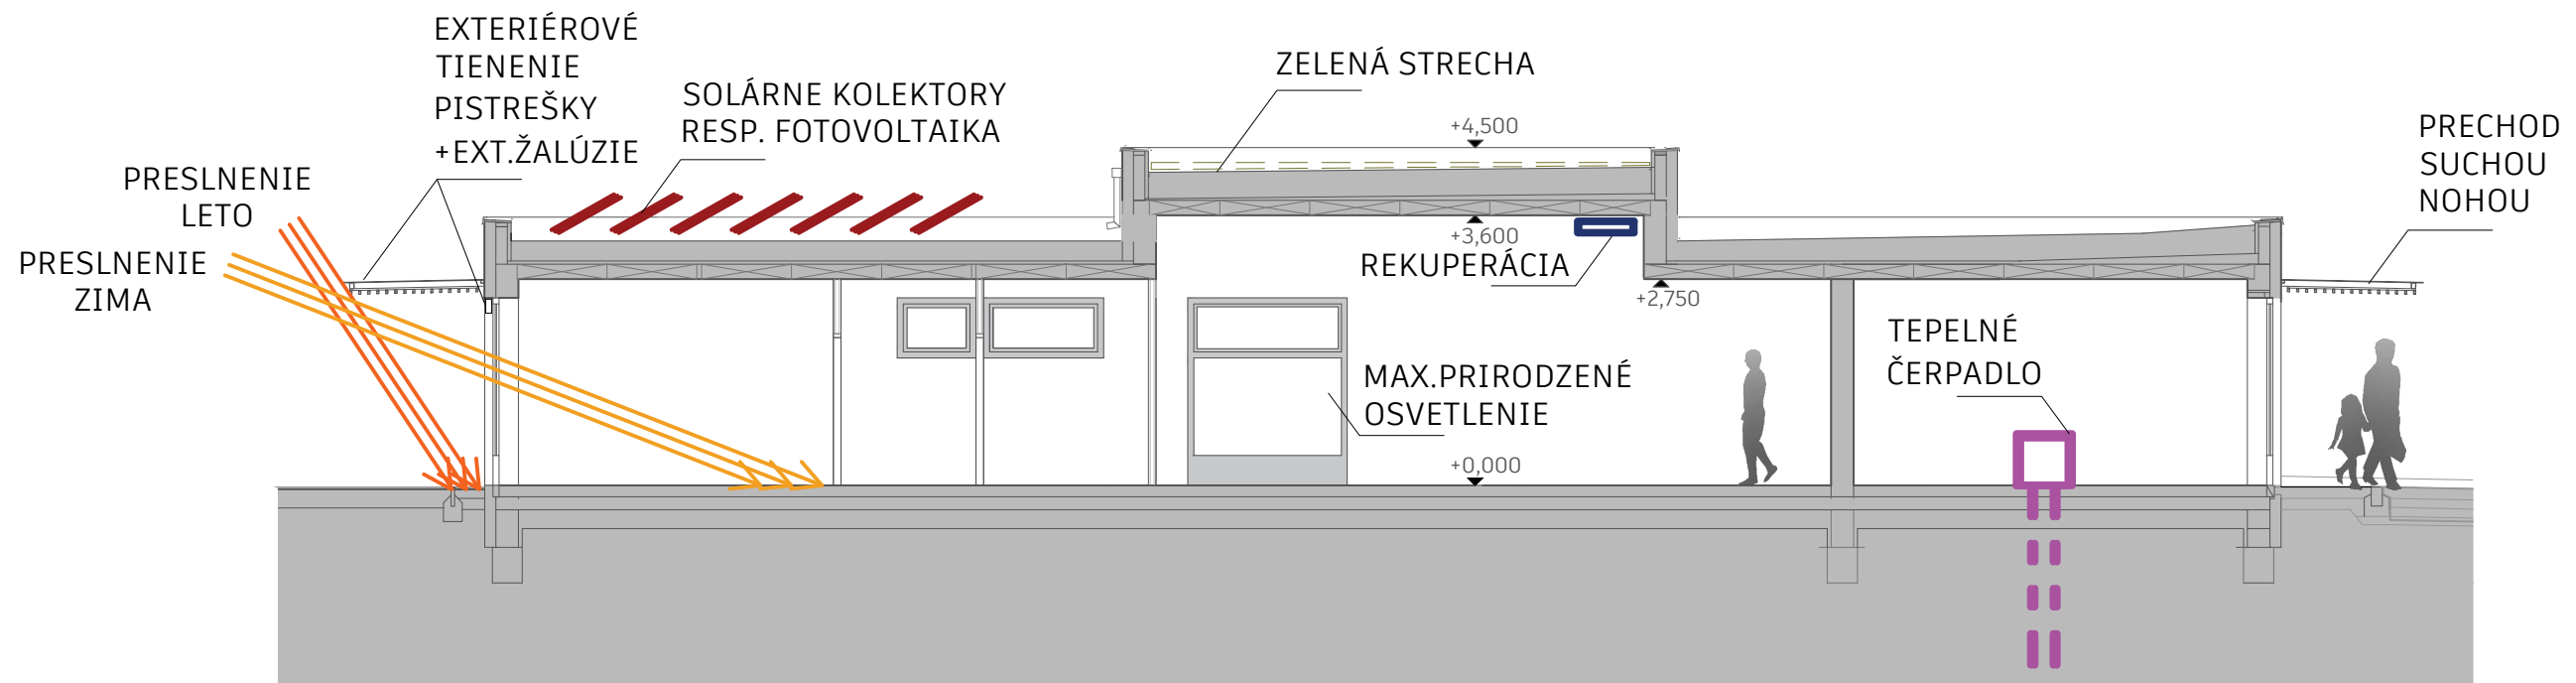 EXTERIÉROVÉ
TIENENIE
PISTREŠKY
+EXT.ŽALÚZIE
SOLÁRNE KOLEKTORY
RESP. FOTOVOLTAIKA
ZELENÁ STRECHA
+4,500
PRECHOD
SUCHOU
NOHOU
PRESLNENIE
LETO
PRESLNENIE
ZIMA
+3,600
REKUPERÁCIA
+2,750
TEPELNÉ
ČERPADLO
MAX.PRIRODZENÉ
OSVETLENIE
+0,000